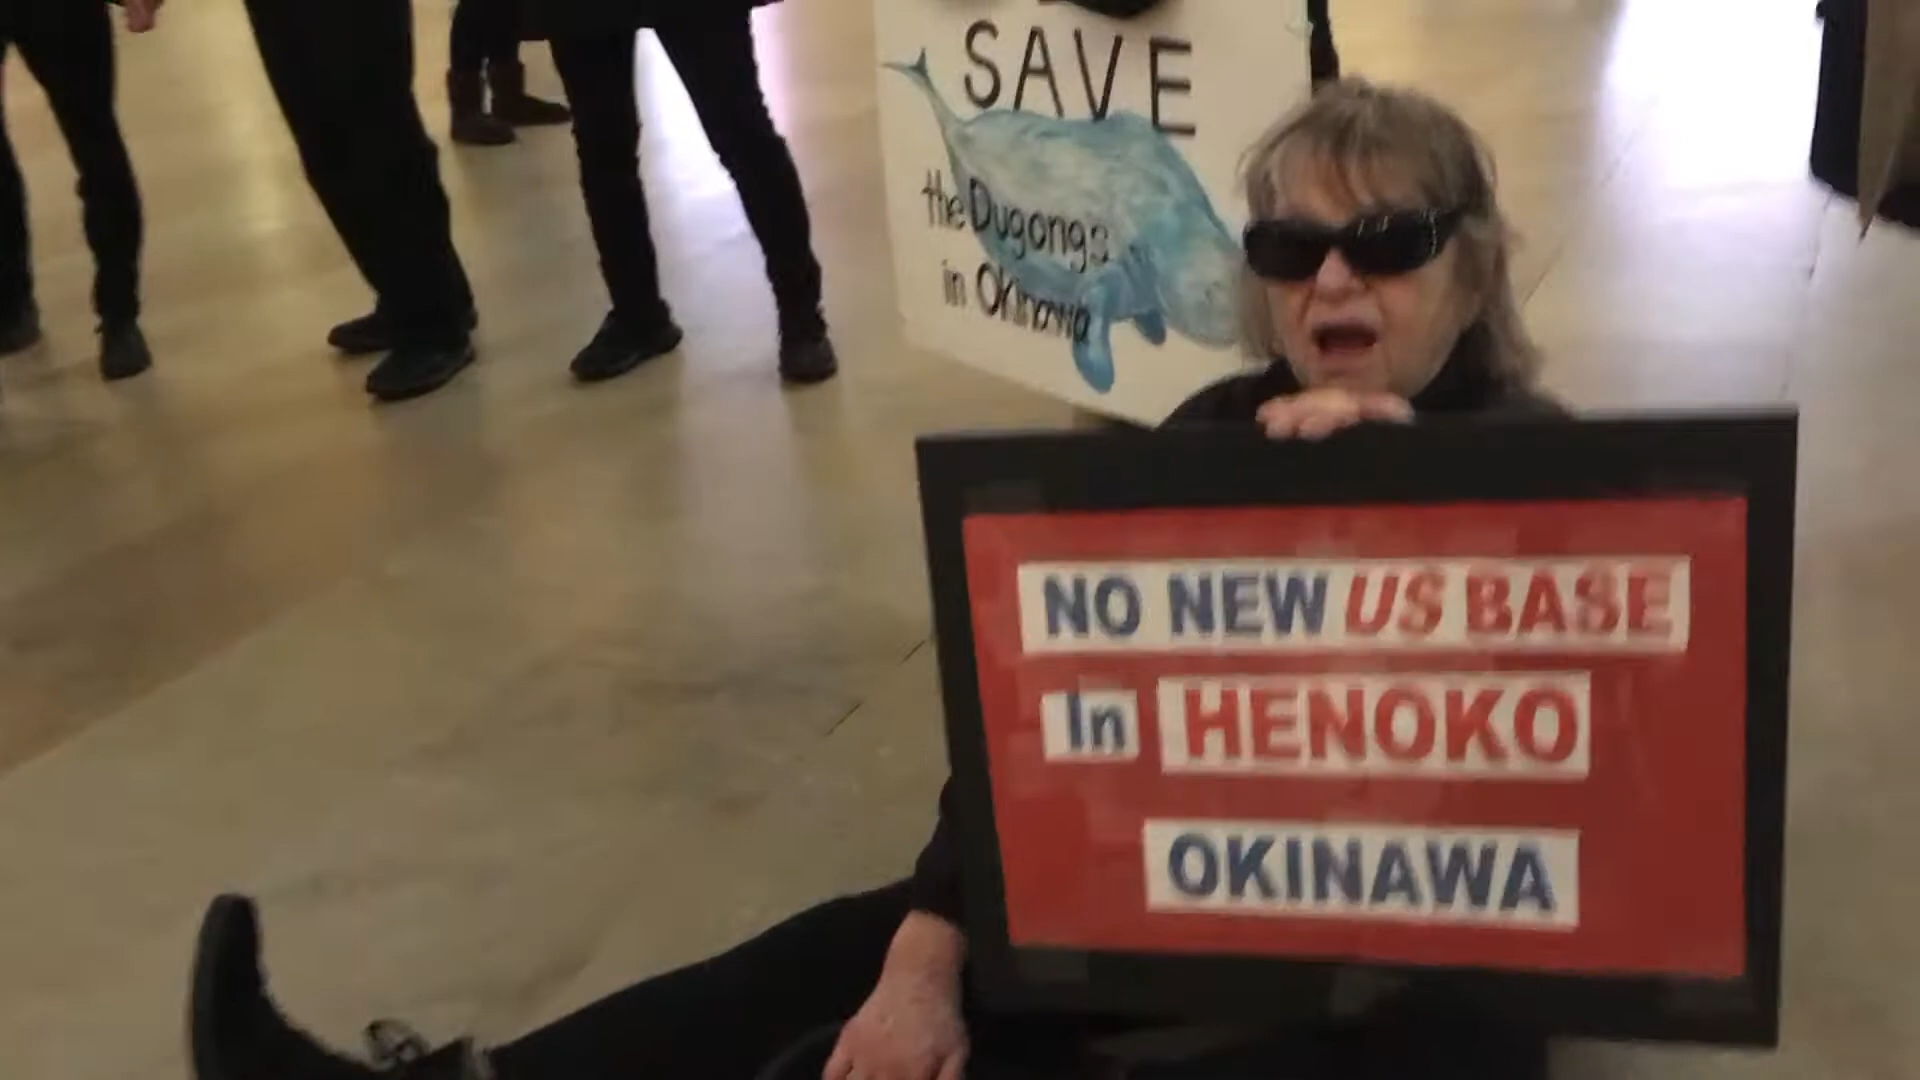 SAVE
the Dugongs
in Okinawa
NO NEW US BASE
In HENOKO
OKINAWA